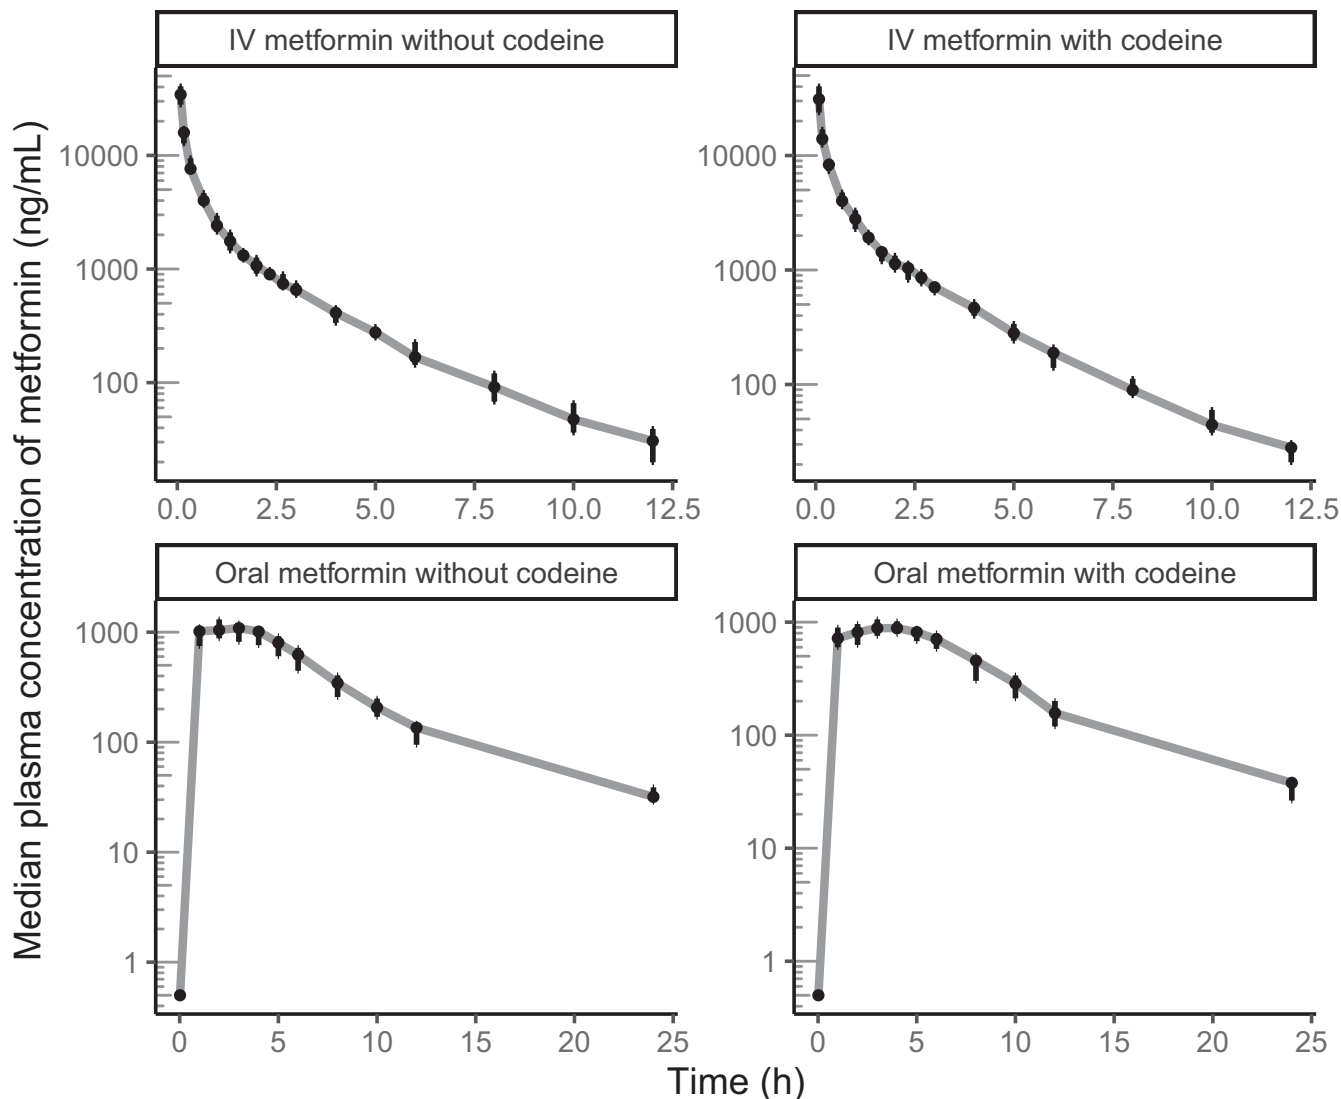 IV metformin without codeine
IV metformin with codeine
10000
1000
100
0.0 2.5 5.0 7.5 10.0 12.5
10000
1000
100
0.0 2.5 5.0 7.5 10.0 12.5
Oral metformin without codeine
Oral metformin with codeine
1000
100
10
1
0 5 10 15 20 25
1000
100
10
1
0 5 10 15 20 25
Median plasma concentration of metformin (ng/mL)
Time (h)